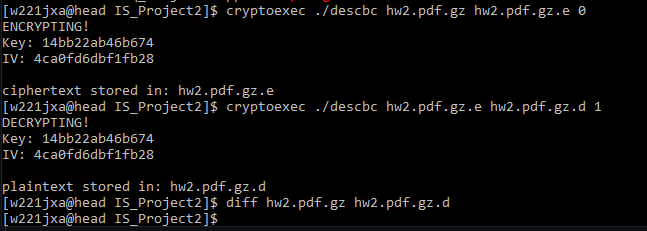 [w221jxa@head IS_Project2]$ cryptoexec ./descbc hw2.pdf.gz hw2.pdf.gz.e 0
ENCRYPTING!
Key: 14bb22ab46b674
IV: 4ca0fd6dbf1fb28
ciphertext stored in: hw2.pdf.gz.e
[w221jxa@head IS_Project2]$ cryptoexec ./descbc hw2.pdf.gz.e hw2.pdf.gz.d 1
DECRYPTING!
Key: 14bb22ab46b674
IV: 4ca0fd6dbf1fb28
plaintext stored in: hw2.pdf.gz.d
[w221jxa@head IS_Project2]$ diff hw2.pdf.gz hw2.pdf.gz.d
[w221jxa@head IS_Project2]$